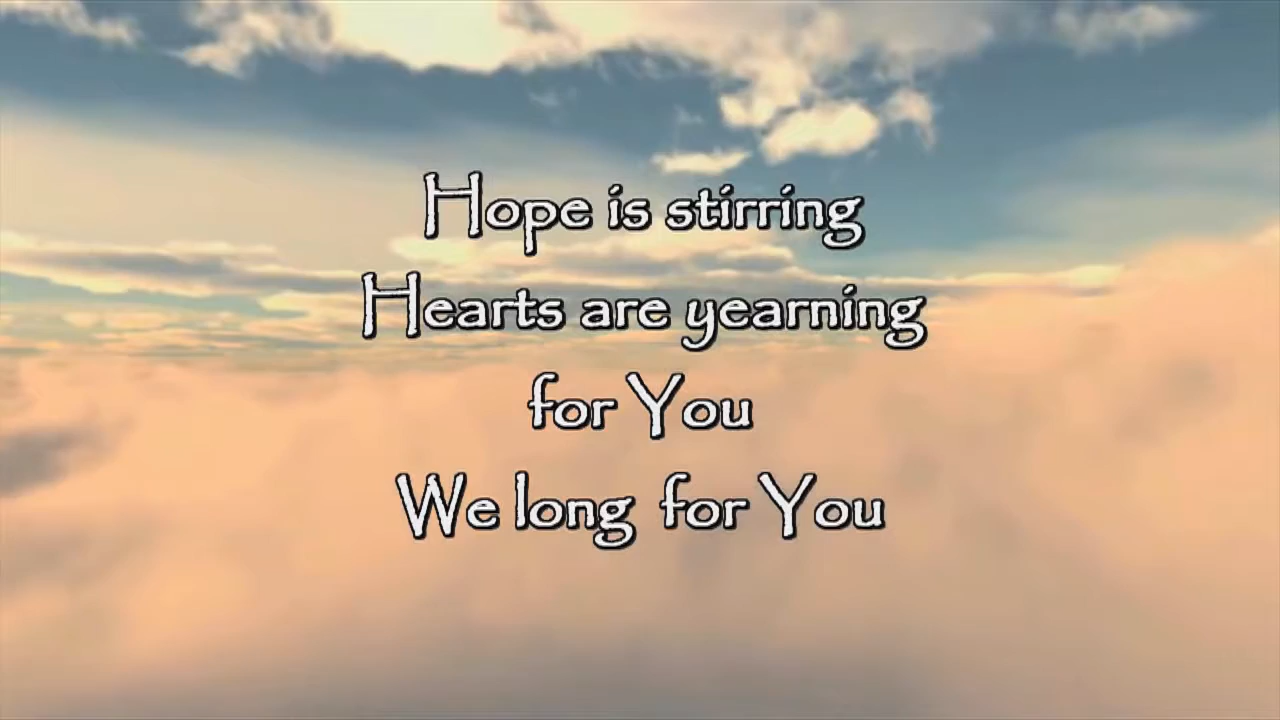 Hope is stirring
Hearts are yearning
for You
We long for You